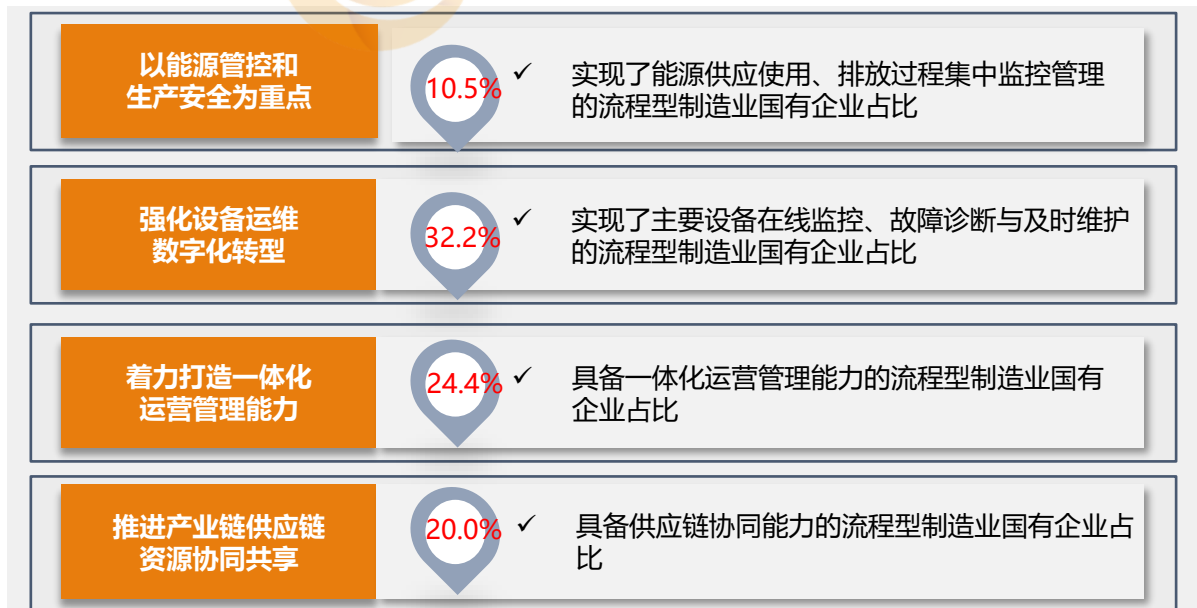 以能源管控和
生产安全为重点
10.5%
✓ 实现了能源供应使用、排放过程集中监控管理
的流程型制造业国有企业占比
强化设备运维
数字化转型
32.2%
✓ 实现了主要设备在线监控、故障诊断与及时维护
的流程型制造业国有企业占比
着力打造一体化
运营管理能力
24.4%
✓ 具备一体化运营管理能力的流程型制造业国有
企业占比
推进产业链供应链
资源协同共享
20.0%
✓ 具备供应链协同能力的流程型制造业国有企业占
比